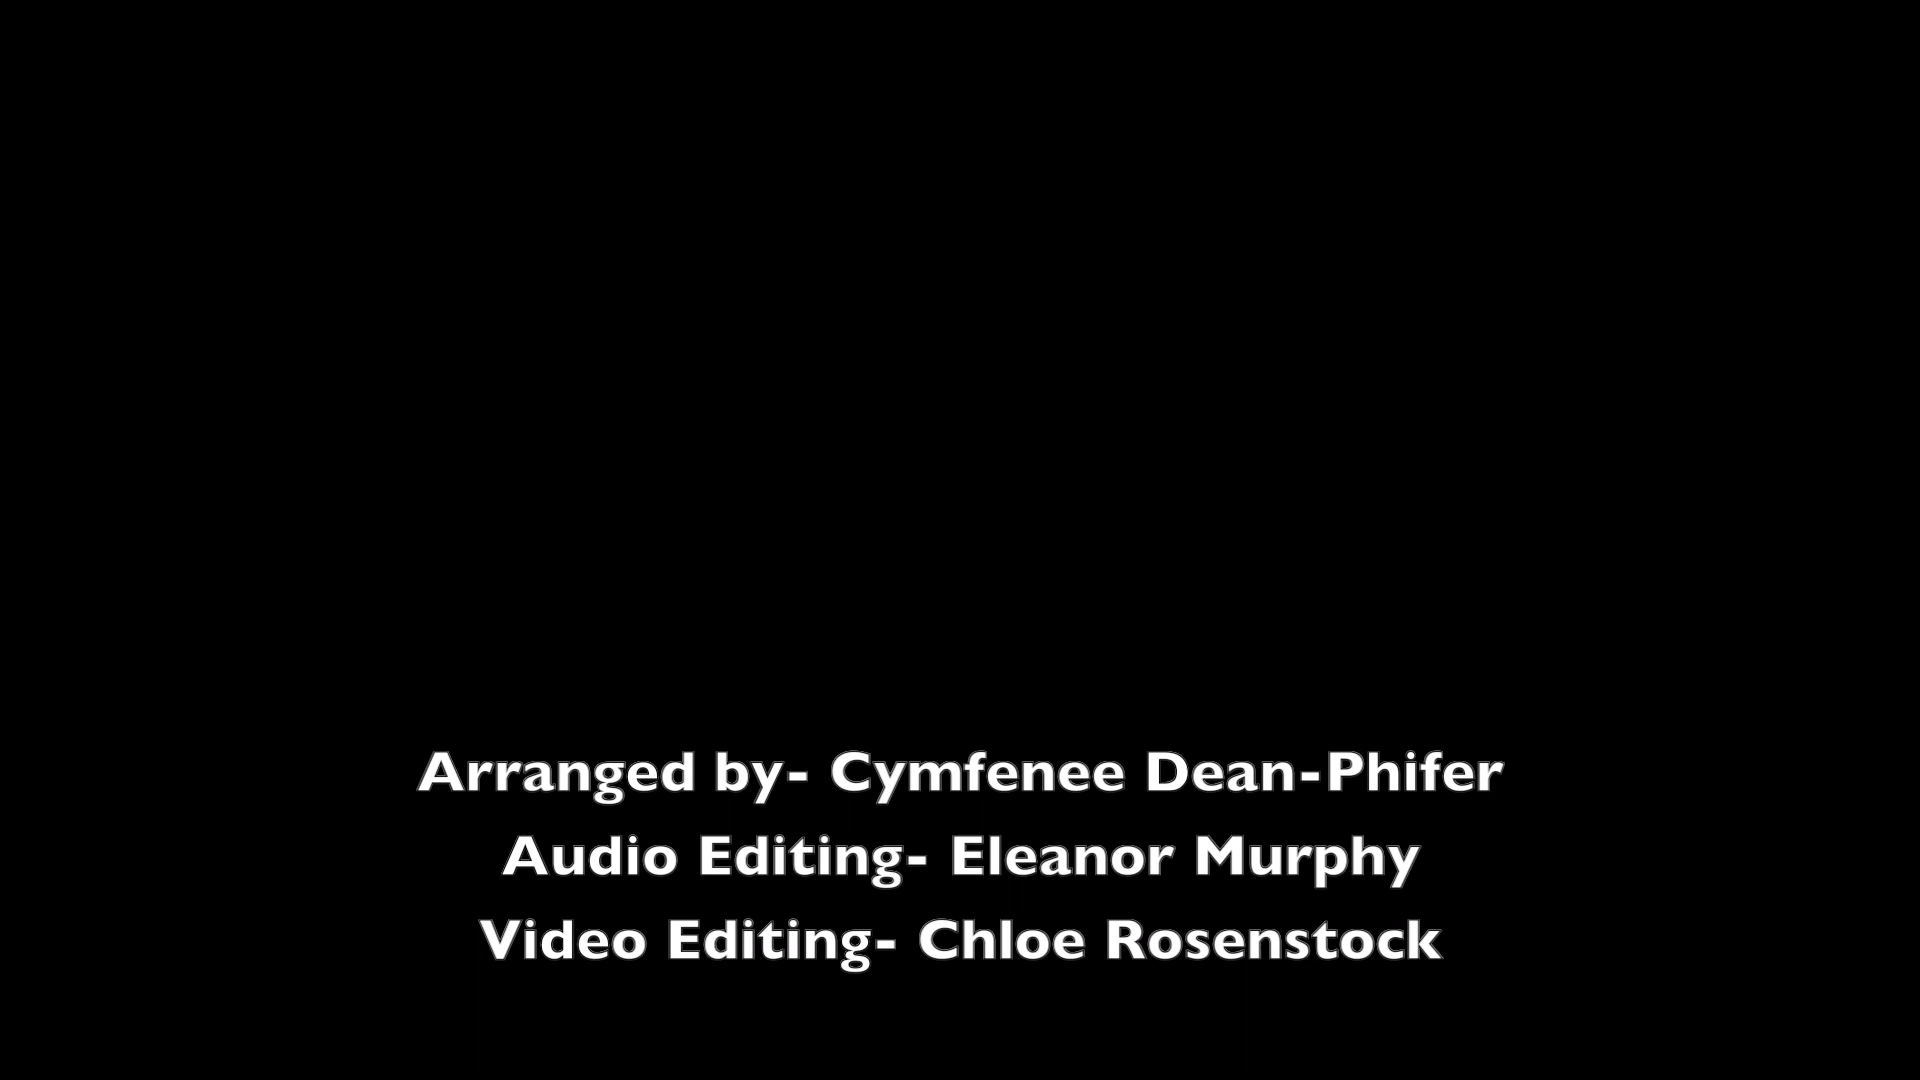 Arranged by- Cymfenee Dean-Phifer
Audio Editing- Eleanor Murphy
Video Editing- Chloe Rosenstock